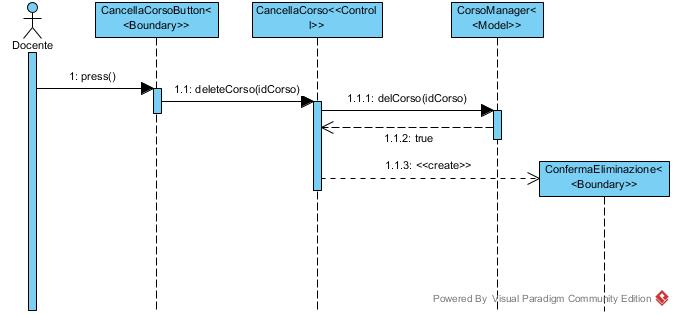 CancellaCorsoButton<
<Boundary>>
CancellaCorso<<Control
l>>
CorsoManager<
<Model>>
Docente
1: press()
1.1: deleteCorso(idCorso)
1.1.1: delCorso(idCorso)
1.1.2: true
1.1.3: <<create>>
ConfermaEliminazione<
<Boundary>>
Powered By Visual Paradigm Community Edition